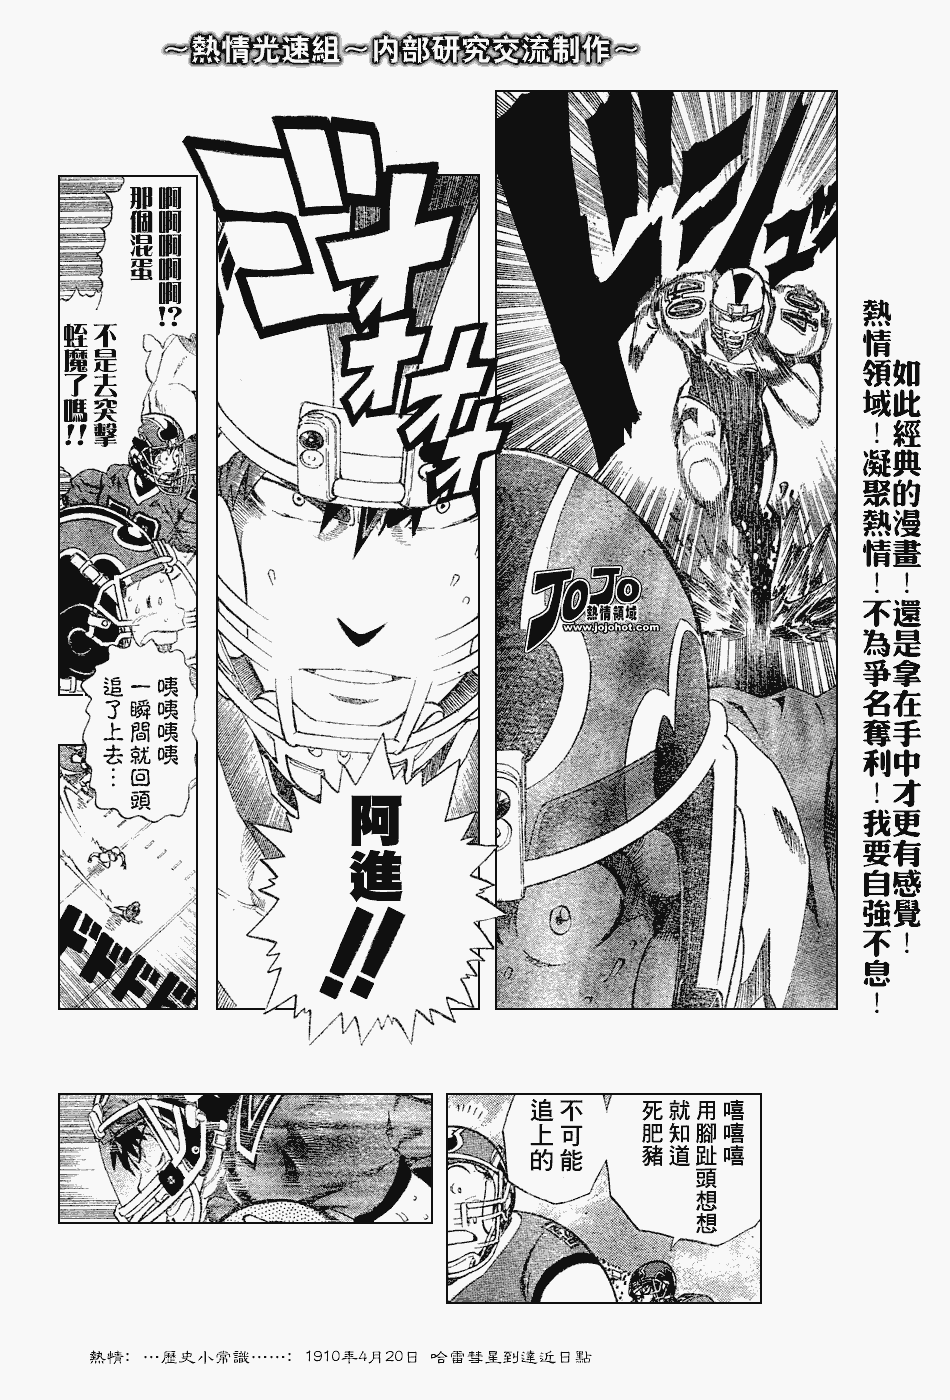 ～熱情光速組～内部研究交流制作～
如此經典的漫畫！還是拿在手中才更有感覺！
熱情領域！凝聚熱情！不為爭名奪利！我要自強不息！
40
JOJO
熱情領域
www.jojohot.com
ゴオオオオ
阿進!!
啊啊啊啊啊!?
那個混蛋
不是去突擊
蛭魔了嗎!!
咦咦咦咦
一瞬間就回頭
追了上去…
ドドドドド
嘻嘻嘻
用腳趾頭想想
就知道
死肥豬
不可能
追上的
熱情：…歷史小常識……：1910年4月20日 哈雷彗星到達近日點